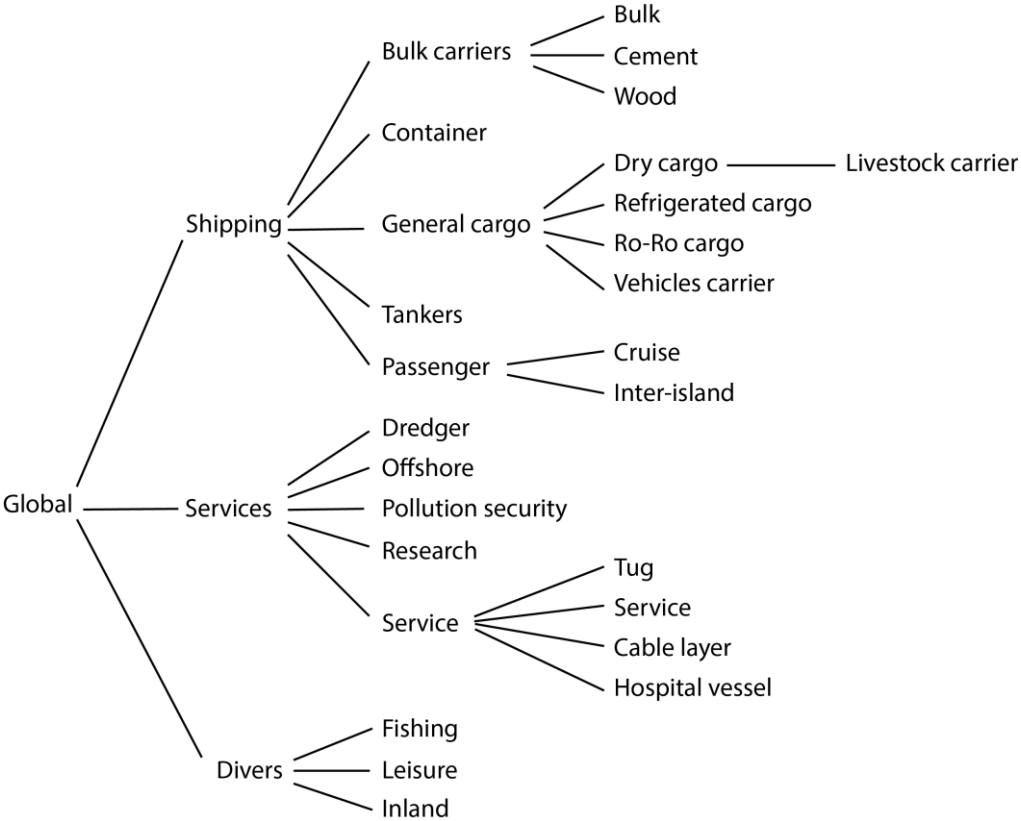 Global
Shipping
Bulk carriers
Bulk
Cement
Wood
Container
General cargo
Dry cargo
Livestock carrier
Refrigerated cargo
Ro-Ro cargo
Vehicles carrier
Tankers
Passenger
Cruise
Inter-island
Services
Dredger
Offshore
Pollution security
Research
Service
Tug
Service
Cable layer
Hospital vessel
Divers
Fishing
Leisure
Inland